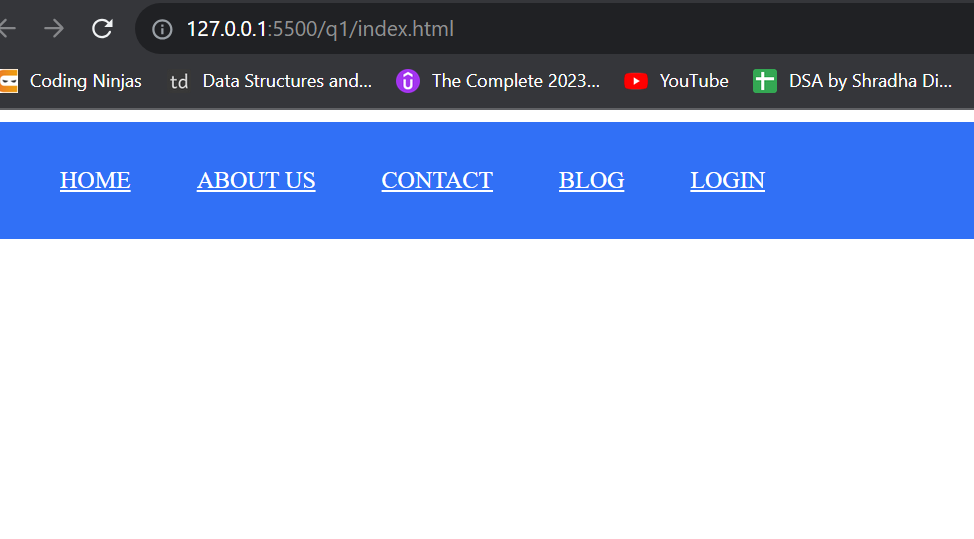 127.0.0.1:5500/q1/index.html
Coding Ninjas td Data Structures and... The Complete 2023... YouTube DSA by Shradha Di...
HOME ABOUT US CONTACT BLOG LOGIN